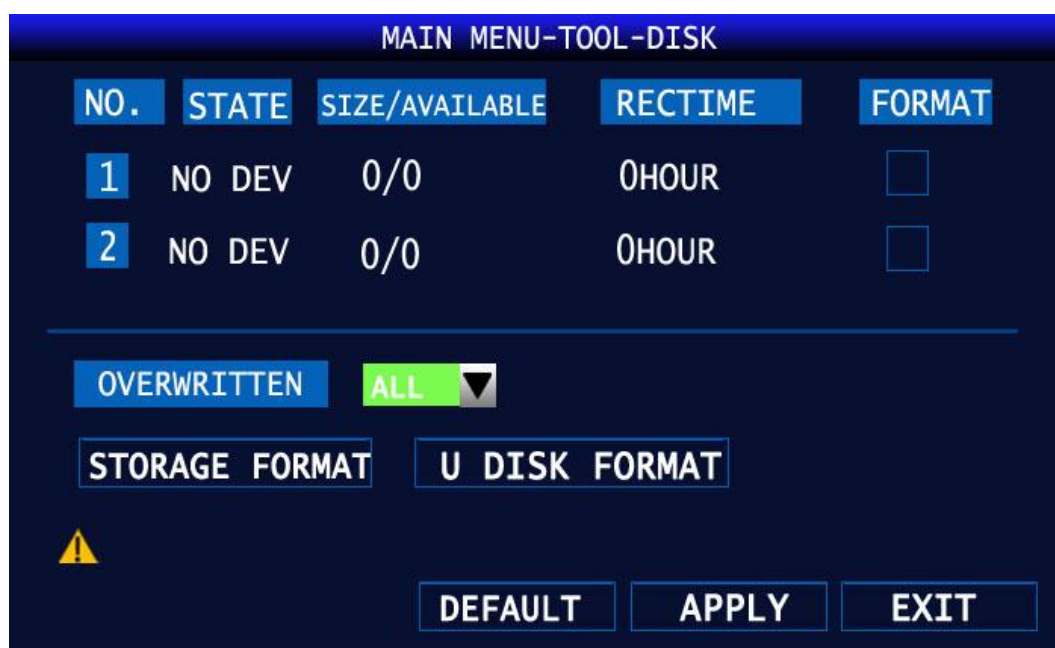 MAIN MENU-TOOL-DISK
NO. STATE SIZE/AVAILABLE RECTIME FORMAT
1 NO DEV 0/0 0HOUR
2 NO DEV 0/0 0HOUR
OVERWRITTEN ALL
STORAGE FORMAT U DISK FORMAT
DEFAULT APPLY EXIT